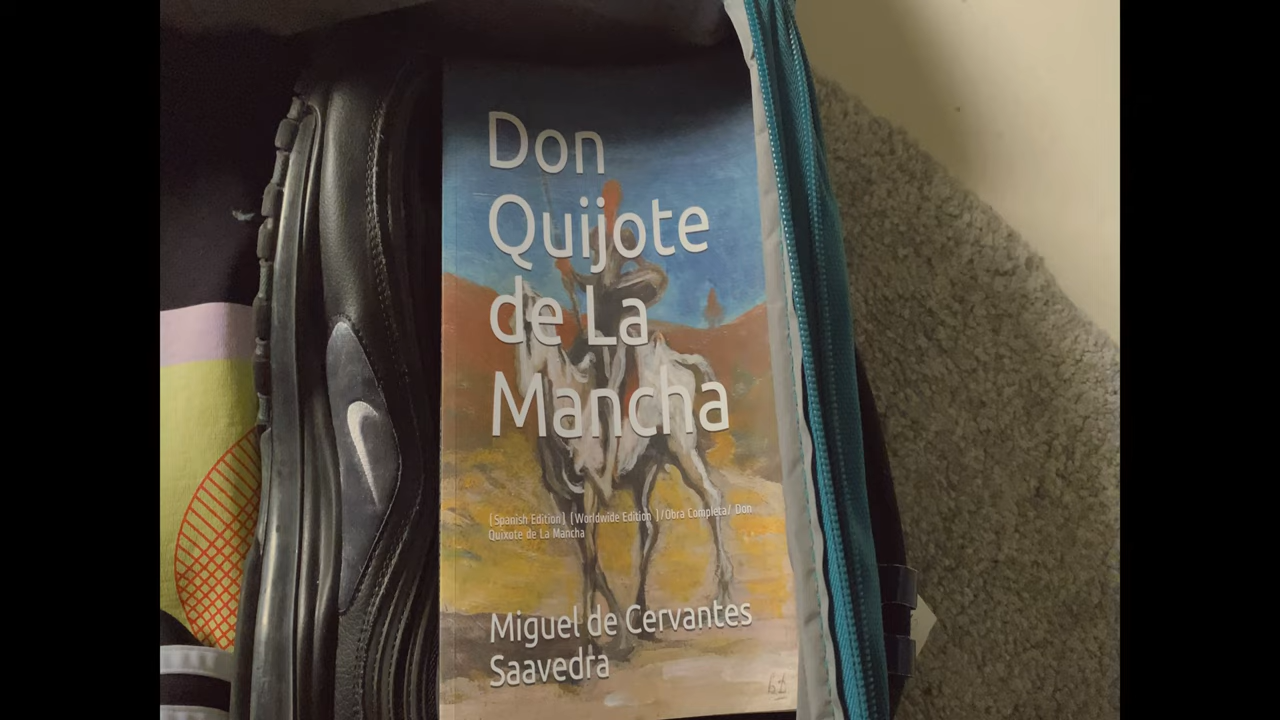 Don
Quijote
de La
Mancha
(Spanish Edition) (Worldwide Edition )/Obra Completa/ Don
Quixote de La Mancha
Miguel de Cervantes
Saavedra